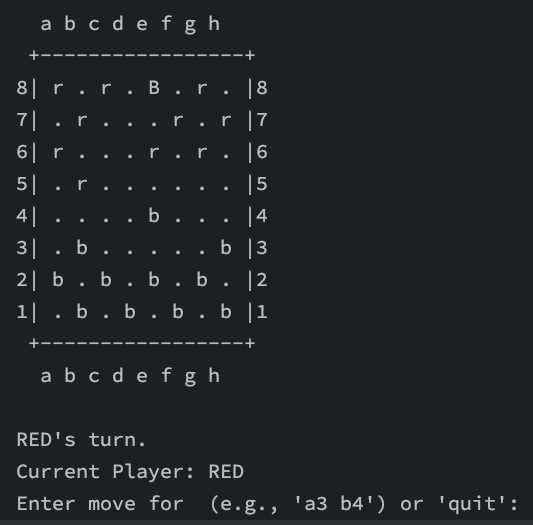 a b c d e f g h
+-----------------+
8| r . r . B . r . |8
7| . r . . . r . r |7
6| r . . . r . r . |6
5| . r . . . . . . |5
4| . . . . b . . . |4
3| . b . . . . . b |3
2| b . b . b . b . |2
1| . b . b . b . b |1
+-----------------+
a b c d e f g h
RED's turn.
Current Player: RED
Enter move for  (e.g., 'a3 b4') or 'quit':